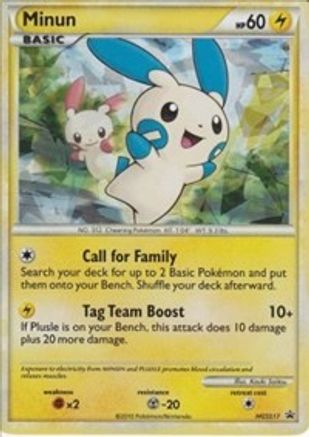 Minun
HP60
BASIC
NO. 312 Cheering Pokémon HT: 1'04" WT: 9.3 lbs.
Call for Family
Search your deck for up to 2 Basic Pokémon and put
them onto your Bench. Shuffle your deck afterward.
Tag Team Boost 10+
If Plusle is on your Bench, this attack does 10 damage
plus 20 more damage.
Exposure to electricity from MINUN and PLUSLE promotes blood circulation and
relaxes muscles.
Illus. Kouki Saitou
weakness resistance retreat cost
×2 -20
©2010 Pokémon/Nintendo
HGSS17